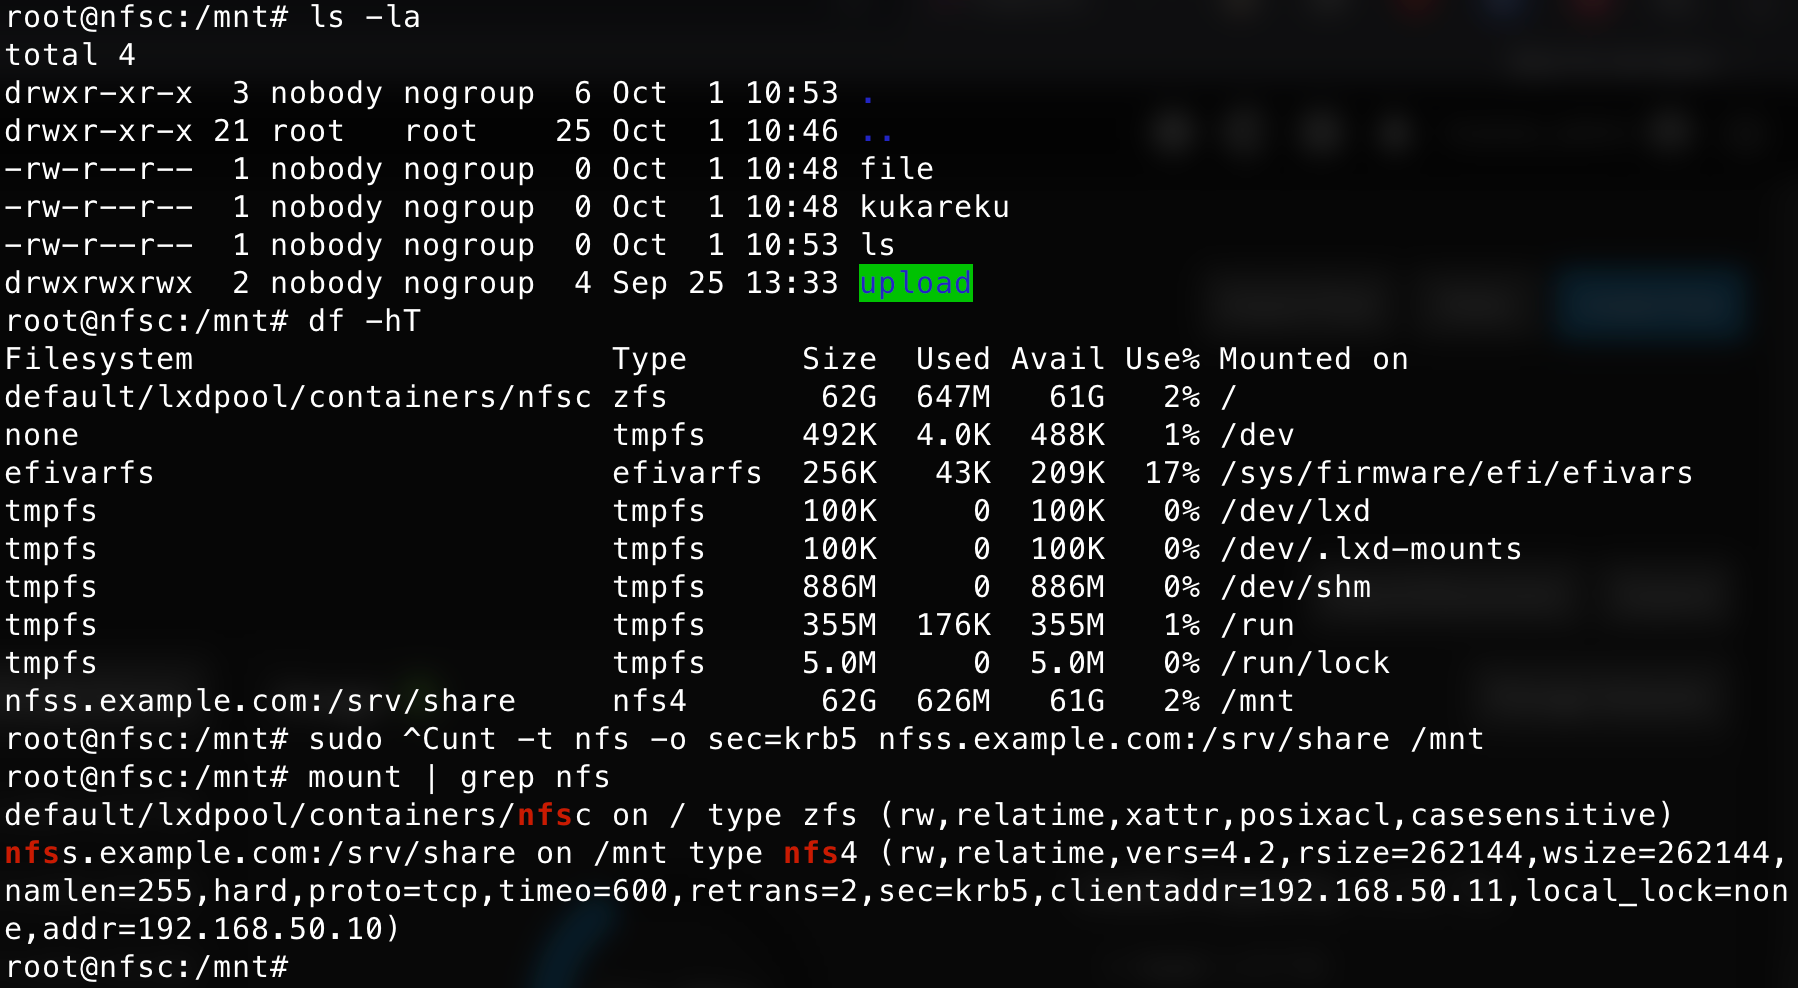 root@nfsc:/mnt# ls -la
total 4
drwxr-xr-x  3 nobody nogroup  6 Oct  1 10:53 .
drwxr-xr-x 21 root   root    25 Oct  1 10:46 ..
-rw-r--r--  1 nobody nogroup  0 Oct  1 10:48 file
-rw-r--r--  1 nobody nogroup  0 Oct  1 10:48 kukareku
-rw-r--r--  1 nobody nogroup  0 Oct  1 10:53 ls
drwxrwxrwx  2 nobody nogroup  4 Sep 25 13:33 upload
root@nfsc:/mnt# df -hT
Filesystem                      Type      Size  Used Avail Use% Mounted on
default/lxdpool/containers/nfsc zfs        62G  647M   61G   2% /
none                            tmpfs     492K  4.0K  488K   1% /dev
efivarfs                        efivarfs  256K   43K  209K  17% /sys/firmware/efi/efivars
tmpfs                           tmpfs     100K     0  100K   0% /dev/lxd
tmpfs                           tmpfs     100K     0  100K   0% /dev/.lxd-mounts
tmpfs                           tmpfs     886M     0  886M   0% /dev/shm
tmpfs                           tmpfs     355M  176K  355M   1% /run
tmpfs                           tmpfs     5.0M     0  5.0M   0% /run/lock
nfss.example.com:/srv/share     nfs4       62G  626M   61G   2% /mnt
root@nfsc:/mnt# sudo ^Cunt -t nfs -o sec=krb5 nfss.example.com:/srv/share /mnt
root@nfsc:/mnt# mount | grep nfs
default/lxdpool/containers/nfsc on / type zfs (rw,relatime,xattr,posixacl,casesensitive)
nfss.example.com:/srv/share on /mnt type nfs4 (rw,relatime,vers=4.2,rsize=262144,wsize=262144,
namlen=255,hard,proto=tcp,timeo=600,retrans=2,sec=krb5,clientaddr=192.168.50.11,local_lock=non
e,addr=192.168.50.10)
root@nfsc:/mnt#